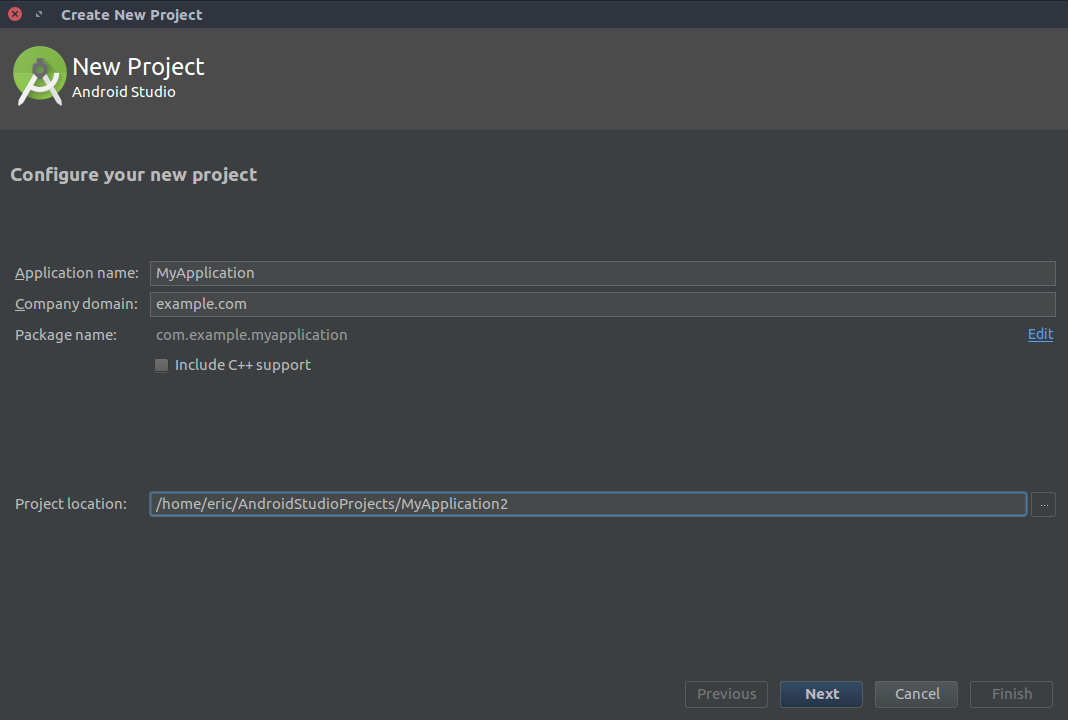 Create New Project
New Project
Android Studio
Configure your new project
Application name: MyApplication
Company domain: example.com
Package name: com.example.myapplication Edit
Include C++ support
Project location: /home/eric/AndroidStudioProjects/MyApplication2 ...
Previous Next Cancel Finish